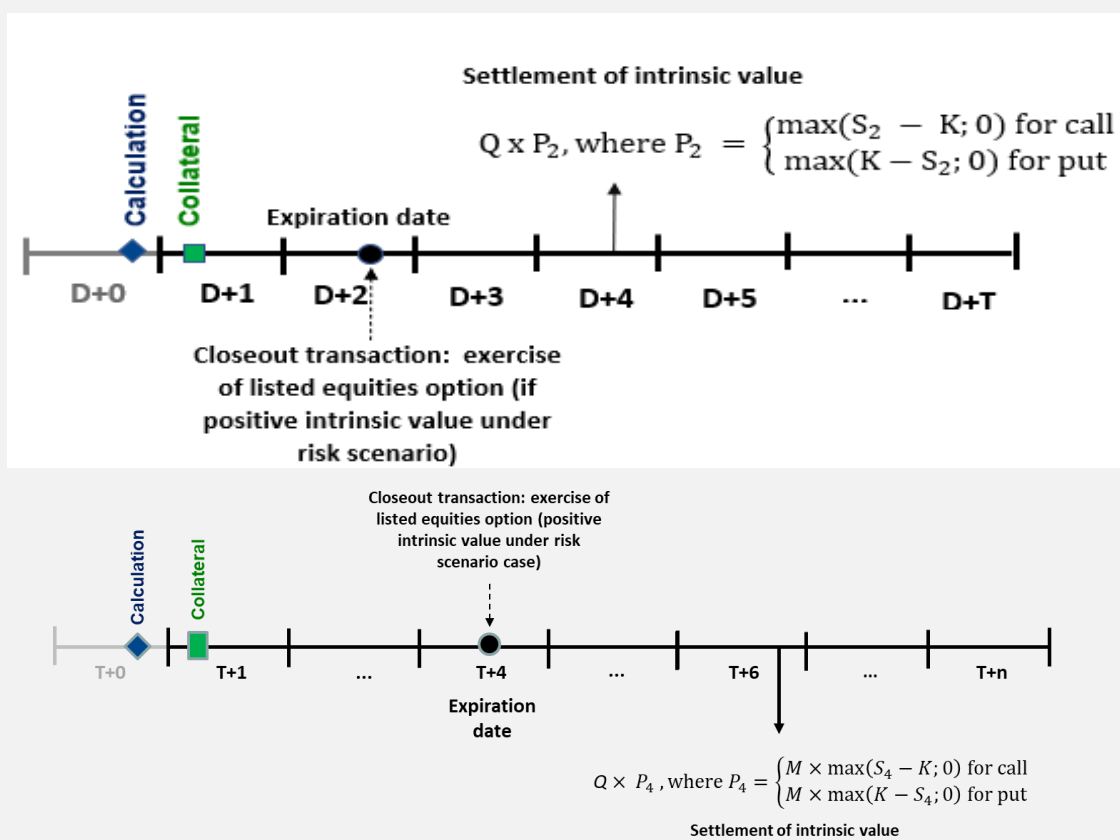 Settlement of intrinsic value
Q x P₂, where P₂ = {max(S₂ − K; 0) for call
max(K − S₂; 0) for put
Calculation
Collateral
Expiration date
D+0
D+1
D+2
D+3
D+4
D+5
...
D+T
Closeout transaction: exercise
of listed equities option (if
positive intrinsic value under
risk scenario)
Closeout transaction: exercise of
listed equities option (positive
intrinsic value under risk
scenario case)
Calculation
Collateral
T+0
T+1
...
T+4
...
T+6
...
T+n
Expiration
date
Q × P₄ , where P₄ = {M × max(S₄ − K; 0) for call
M × max(K − S₄; 0) for put
Settlement of intrinsic value